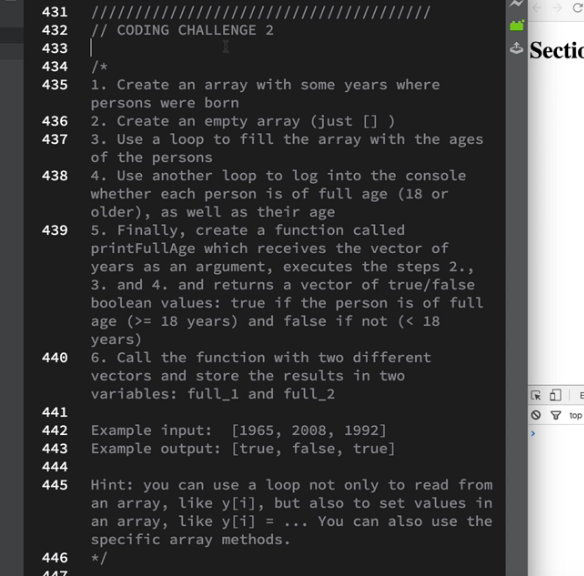 431 ///////////////////////////////////////
432 // CODING CHALLENGE 2
433
434 /*
435 1. Create an array with some years where
persons were born
436 2. Create an empty array (just [] )
437 3. Use a loop to fill the array with the ages
of the persons
438 4. Use another loop to log into the console
whether each person is of full age (18 or
older), as well as their age
439 5. Finally, create a function called
printFullAge which receives the vector of
years as an argument, executes the steps 2.,
3. and 4. and returns a vector of true/false
boolean values: true if the person is of full
age (>= 18 years) and false if not (< 18
years)
440 6. Call the function with two different
vectors and store the results in two
variables: full_1 and full_2
441
442 Example input:  [1965, 2008, 1992]
443 Example output: [true, false, true]
444
445 Hint: you can use a loop not only to read from
an array, like y[i], but also to set values in
an array, like y[i] = ... You can also use the
specific array methods.
446 */
447
Sectio
top